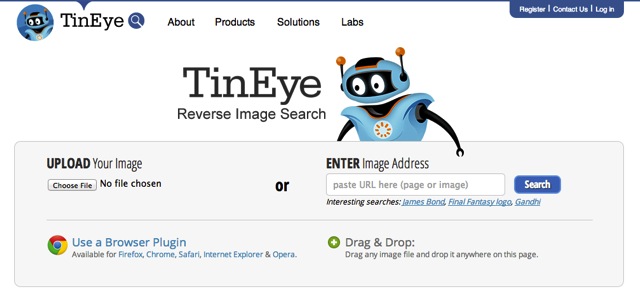 TinEye
About Products Solutions Labs
Register | Contact Us | Log in
TinEye
Reverse Image Search
UPLOAD Your Image
Choose File No file chosen
or
ENTER Image Address
paste URL here (page or image) Search
Interesting searches: James Bond, Final Fantasy logo, Gandhi
Use a Browser Plugin
Available for Firefox, Chrome, Safari, Internet Explorer & Opera.
Drag & Drop:
Drag any image file and drop it anywhere on this page.